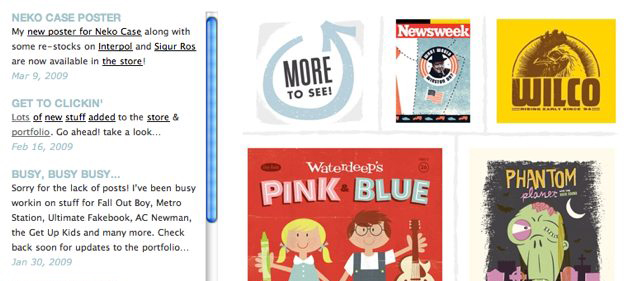 NEKO CASE POSTER
My new poster for Neko Case along with
some re-stocks on Interpol and Sigur Ros
are now available in the store!
Mar 9, 2009
GET TO CLICKIN'
Lots of new stuff added to the store &
portfolio. Go ahead! take a look...
Feb 16, 2009
BUSY, BUSY BUSY...
Sorry for the lack of posts! I've been busy
workin on stuff for Fall Out Boy, Metro
Station, Ultimate Fakebook, AC Newman,
the Get Up Kids and many more. Check
back soon for updates to the portfolio...
Jan 30, 2009
MORE
TO SEE!
Newsweek
WILCO
RISING EARLY SINCE 94
Waterdeep's
PINK & BLUE
PHANTOM
planet